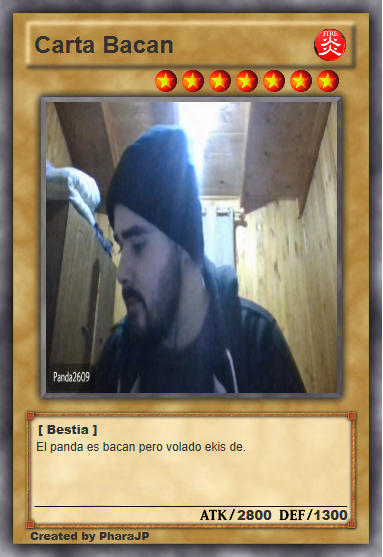 Carta Bacan
FIRE
炎
Panda2609
[ Bestia ]
El panda es bacan pero volado ekis de.
ATK/2800 DEF/1300
Created by PharaJP